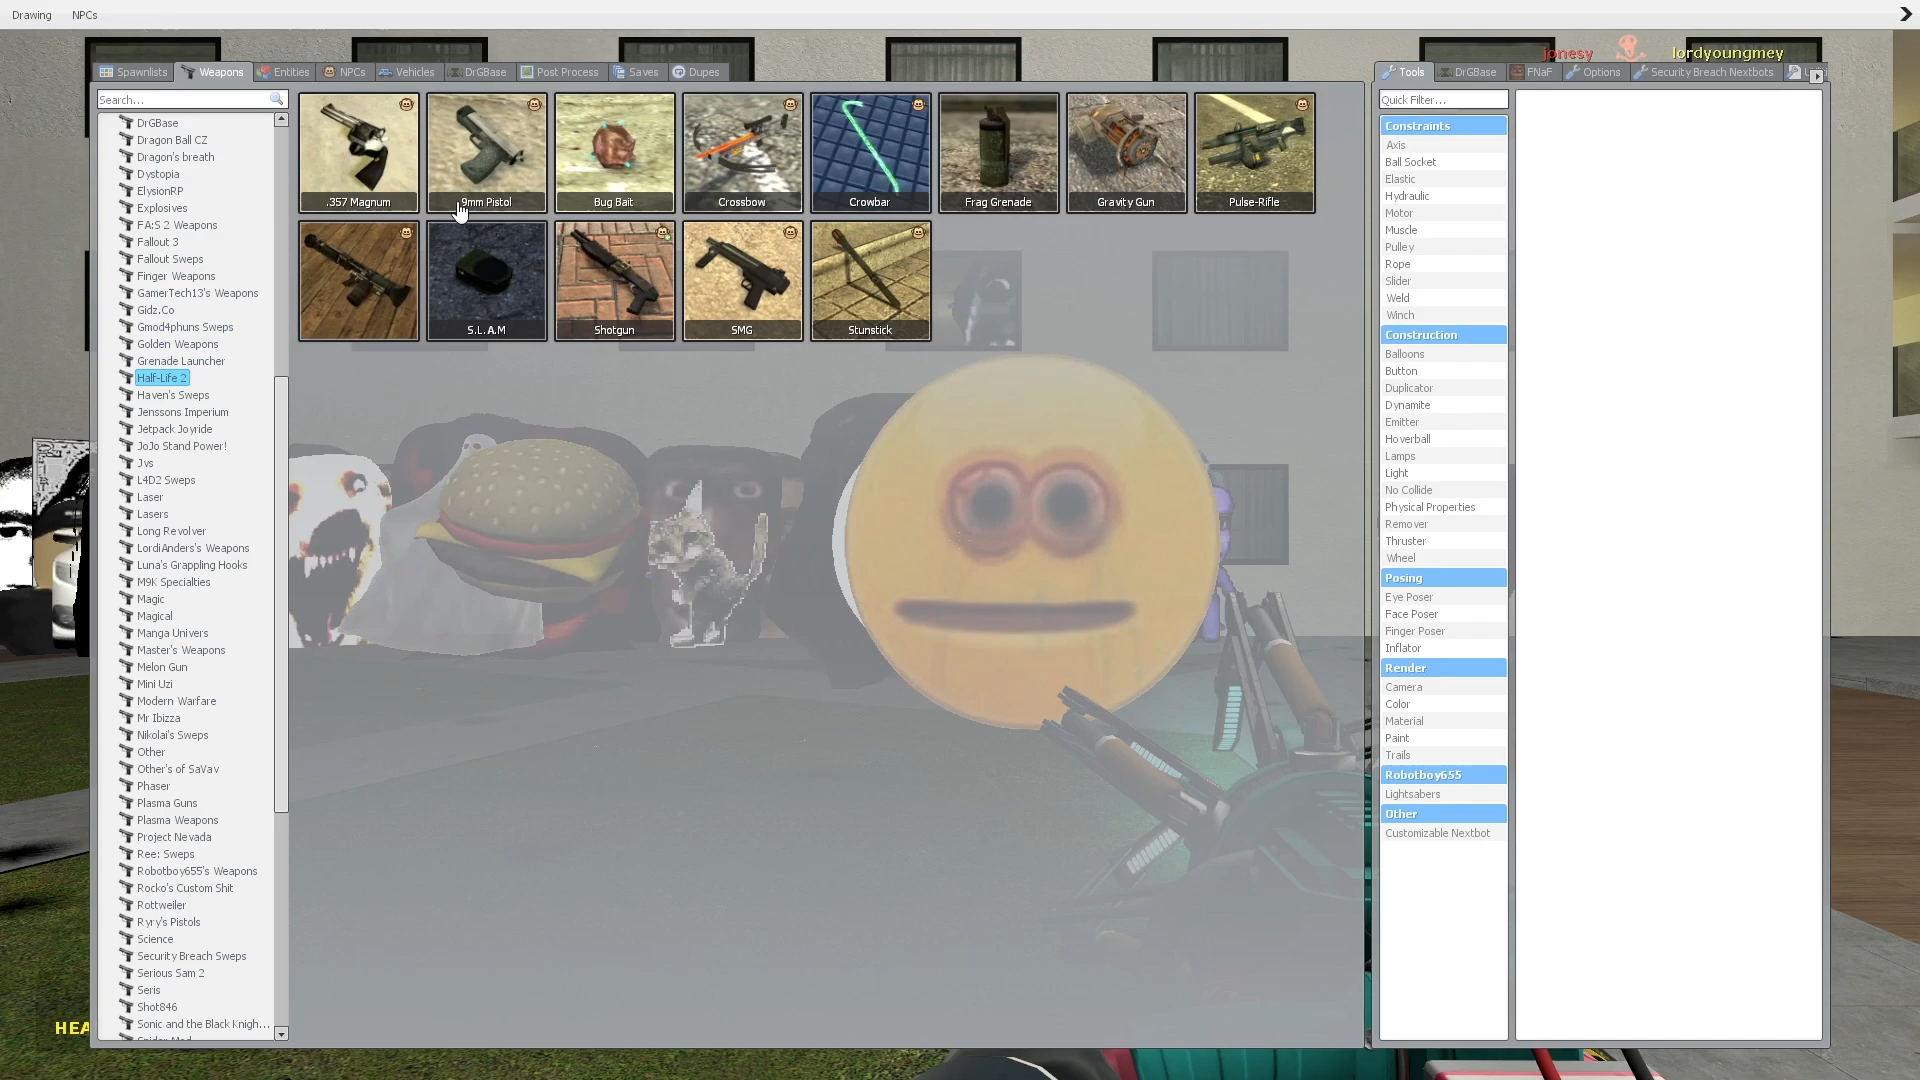 Drawing NPCs
jonesy lordyoungmey
Spawnlists Weapons Entities NPCs Vehicles DrGBase Post Process Saves Dupes
Tools DrGBase FNaF Options Security Breach Nextbots
Search...
DrGBase
Dragon Ball CZ
Dragon's breath
Dystopia
ElysionRP
Explosives
FA:S 2 Weapons
Fallout 3
Fallout Sweps
Finger Weapons
GamerTech13's Weapons
Gidz.Co
Gmod4phuns Sweps
Golden Weapons
Grenade Launcher
Half-Life 2
Haven's Sweps
Jenssons Imperium
Jetpack Joyride
JoJo Stand Power!
Jvs
L4D2 Sweps
Laser
Lasers
Long Revolver
LordiAnders's Weapons
Luna's Grappling Hooks
M9K Specialties
Magic
Magical
Manga Univers
Master's Weapons
Melon Gun
Mini Uzi
Modern Warfare
Mr Ibizza
Nikolai's Sweps
Other
Other's of SaVav
Phaser
Plasma Guns
Plasma Weapons
Project Nevada
Ree: Sweps
Robotboy655's Weapons
Rocko's Custom Shit
Rottweiler
Ryry's Pistols
Science
Security Breach Sweps
Serious Sam 2
Seris
Shot846
Sonic and the Black Knigh...
HEA
.357 Magnum 9mm Pistol Bug Bait Crossbow Crowbar Frag Grenade Gravity Gun Pulse-Rifle
S.L.A.M Shotgun SMG Stunstick
Quick Filter...
Constraints
Axis
Ball Socket
Elastic
Hydraulic
Motor
Muscle
Pulley
Rope
Slider
Weld
Winch
Construction
Balloons
Button
Duplicator
Dynamite
Emitter
Hoverball
Lamps
Light
No Collide
Physical Properties
Remover
Thruster
Wheel
Posing
Eye Poser
Face Poser
Finger Poser
Inflator
Render
Camera
Color
Material
Paint
Trails
Robotboy655
Lightsabers
Other
Customizable Nextbot